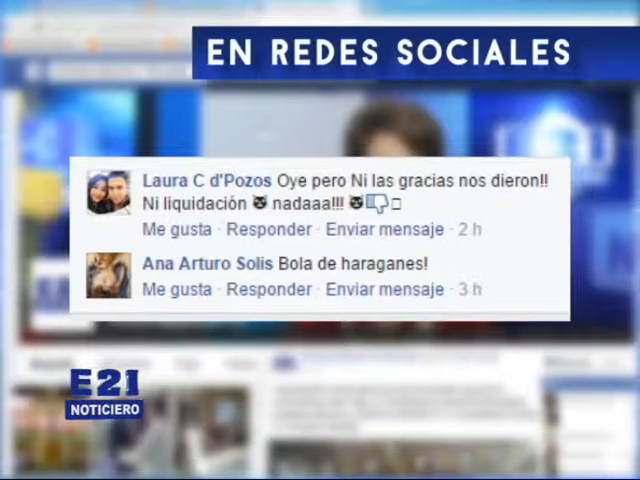 EN REDES SOCIALES
Laura C d'Pozos Oye pero Ni las gracias nos dieron!!
Ni liquidación 😿 nadaaa!!! 😿👎
Me gusta · Responder · Enviar mensaje · 2 h
Ana Arturo Solis Bola de haraganes!
Me gusta · Responder · Enviar mensaje · 3 h
E21
NOTICIERO